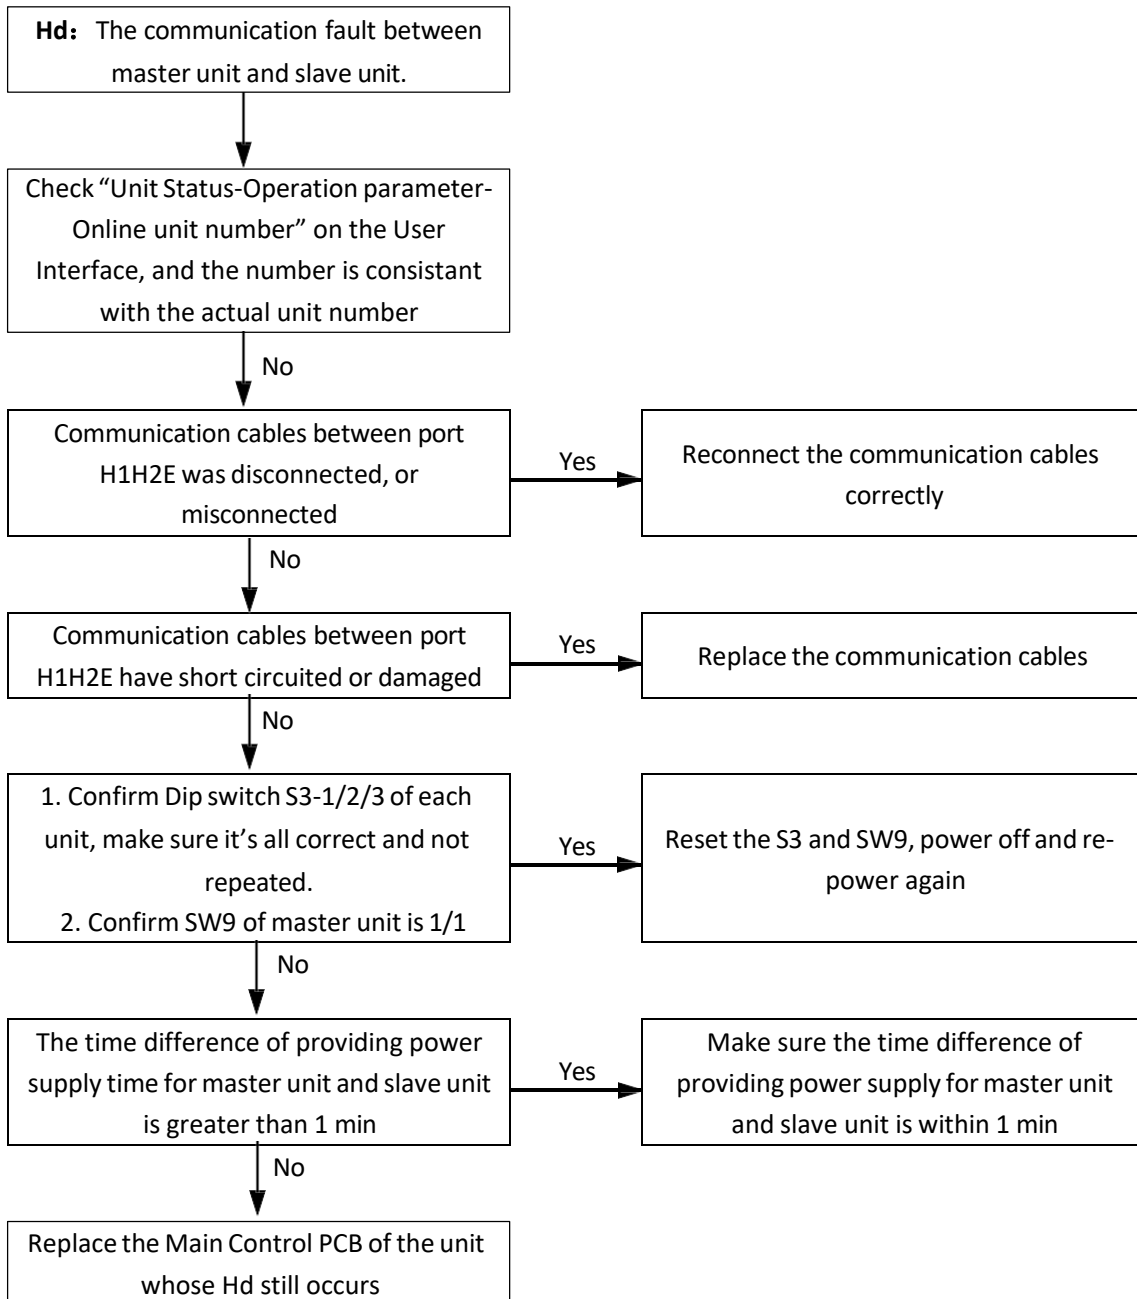 Hd： The communication fault between
master unit and slave unit.
Check “Unit Status-Operation parameter-
Online unit number” on the User
Interface, and the number is consistant
with the actual unit number
No
Communication cables between port
H1H2E was disconnected, or
misconnected
Yes
Reconnect the communication cables
correctly
No
Communication cables between port
H1H2E have short circuited or damaged
Yes
Replace the communication cables
No
1. Confirm Dip switch S3-1/2/3 of each
unit, make sure it’s all correct and not
repeated.
2. Confirm SW9 of master unit is 1/1
Yes
Reset the S3 and SW9, power off and re-
power again
No
The time difference of providing power
supply time for master unit and slave unit
is greater than 1 min
Yes
Make sure the time difference of
providing power supply for master unit
and slave unit is within 1 min
No
Replace the Main Control PCB of the unit
whose Hd still occurs